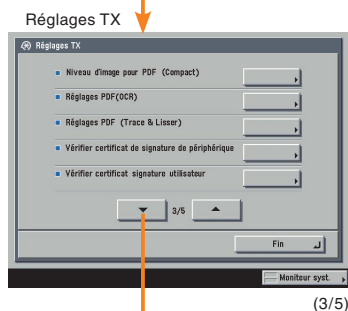 Réglages TX
Réglages TX
Niveau d'image pour PDF (Compact)
Réglages PDF(OCR)
Réglages PDF (Trace & Lisser)
Vérifier certificat de signature de périphérique
Vérifier certificat signature utilisateur
3/5
Fin
Moniteur syst.
(3/5)